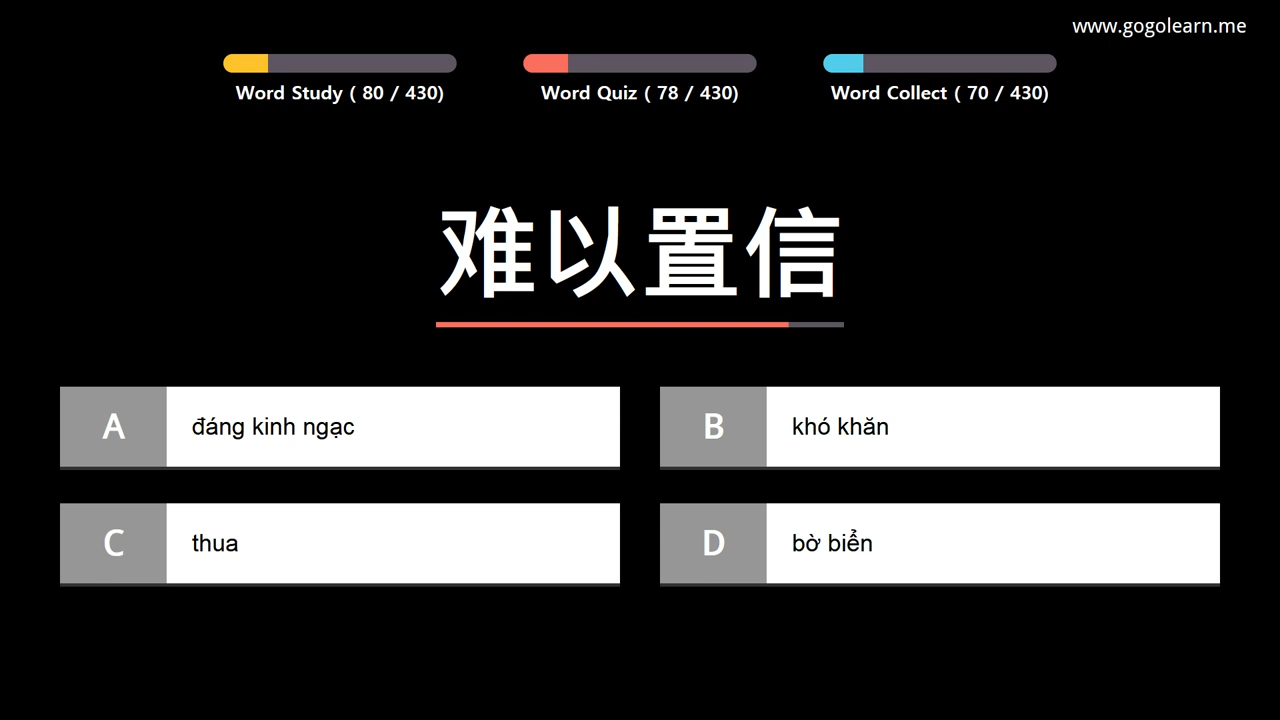 www.gogolearn.me
Word Study ( 80 / 430)
Word Quiz ( 78 / 430)
Word Collect ( 70 / 430)
难以置信
A
đáng kinh ngạc
B
khó khăn
C
thua
D
bờ biển